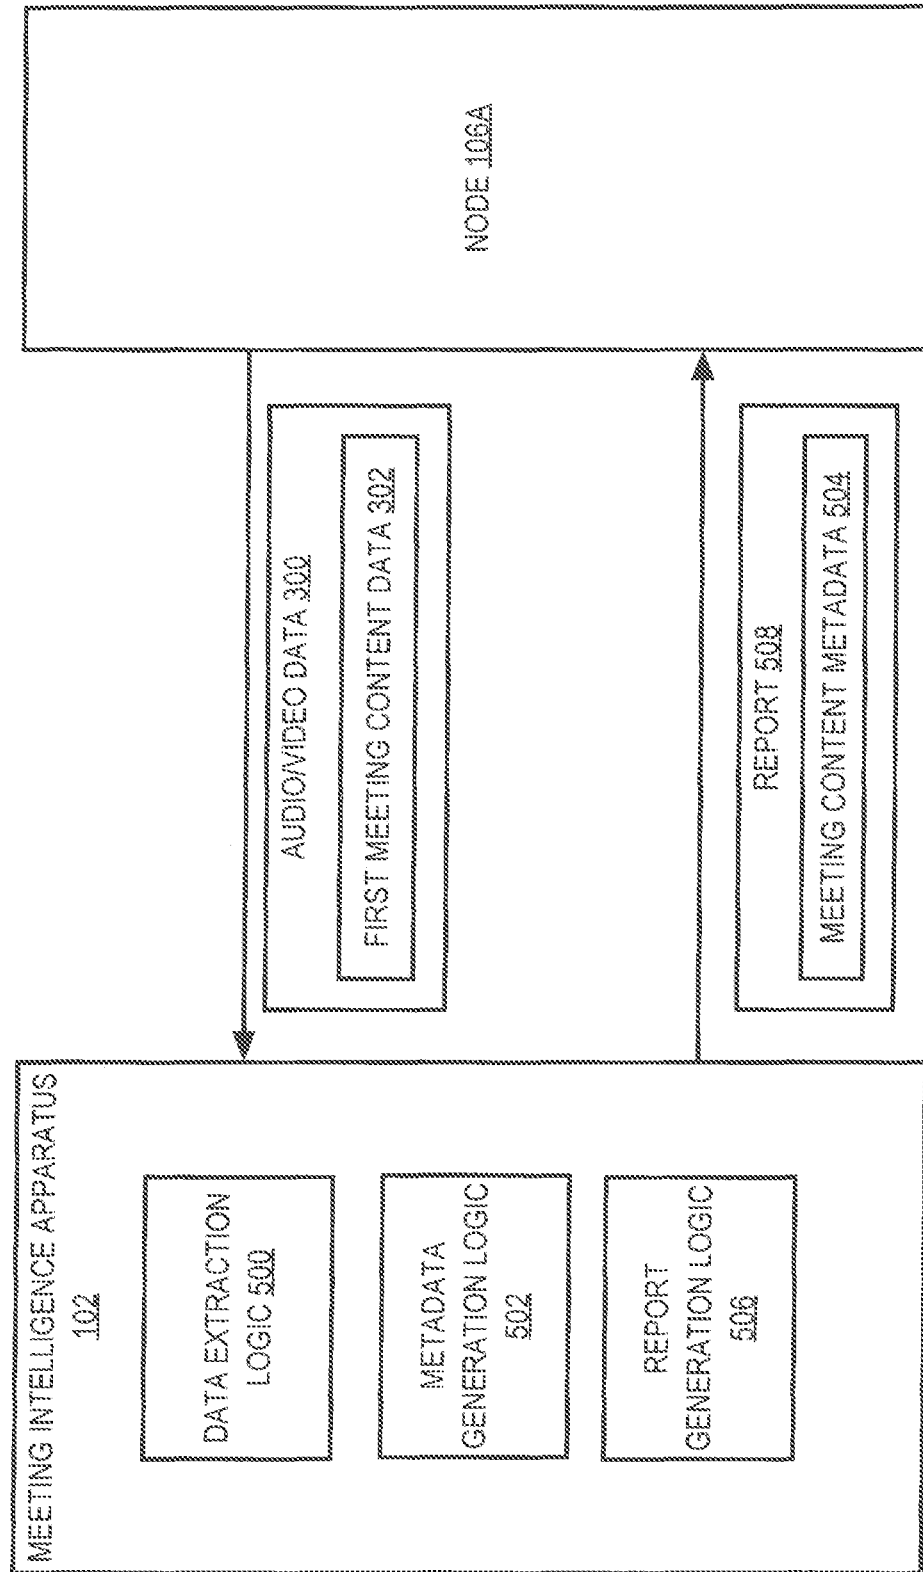 MEETING INTELLIGENCE APPARATUS
102
DATA EXTRACTION
LOGIC 500
METADATA
GENERATION LOGIC
502
REPORT
GENERATION LOGIC
506
AUDIO/VIDEO DATA 300
FIRST MEETING CONTENT DATA 302
REPORT 508
MEETING CONTENT METADATA 504
NODE 106A